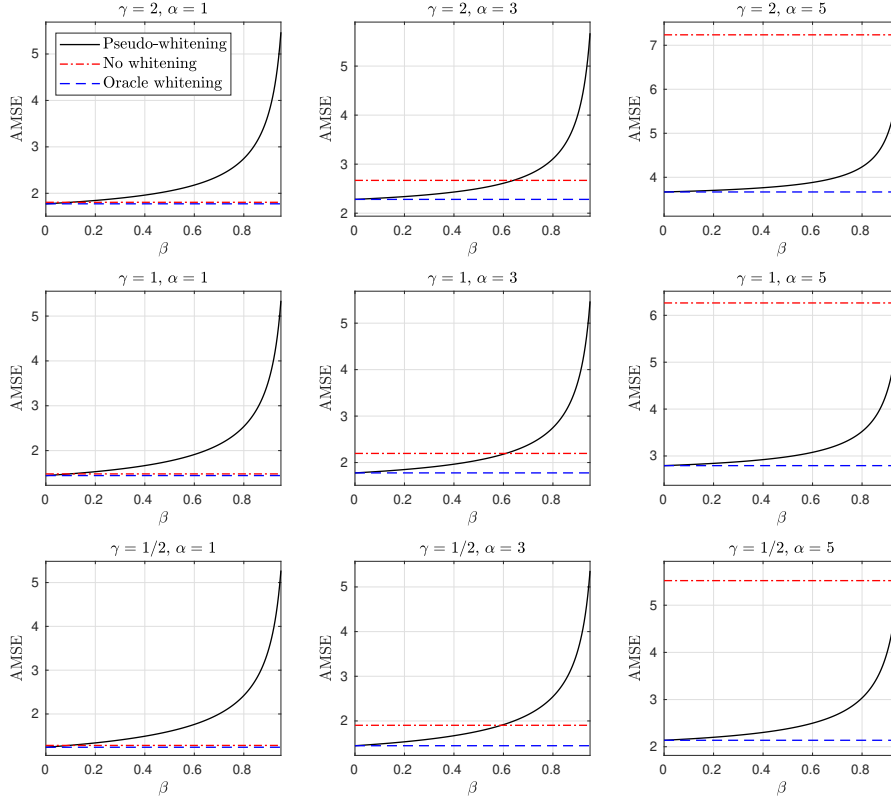 γ = 2, α = 1
AMSE
5
4
3
2
0 0.2 0.4 0.6 0.8
β
Pseudo-whitening
No whitening
Oracle whitening
γ = 2, α = 3
AMSE
5
4
3
2
0 0.2 0.4 0.6 0.8
β
γ = 2, α = 5
AMSE
7
6
5
4
0 0.2 0.4 0.6 0.8
β
γ = 1, α = 1
AMSE
5
4
3
2
0 0.2 0.4 0.6 0.8
β
γ = 1, α = 3
AMSE
5
4
3
2
0 0.2 0.4 0.6 0.8
β
γ = 1, α = 5
AMSE
6
5
4
3
0 0.2 0.4 0.6 0.8
β
γ = 1/2, α = 1
AMSE
5
4
3
2
0 0.2 0.4 0.6 0.8
β
γ = 1/2, α = 3
AMSE
5
4
3
2
0 0.2 0.4 0.6 0.8
β
γ = 1/2, α = 5
AMSE
5
4
3
2
0 0.2 0.4 0.6 0.8
β